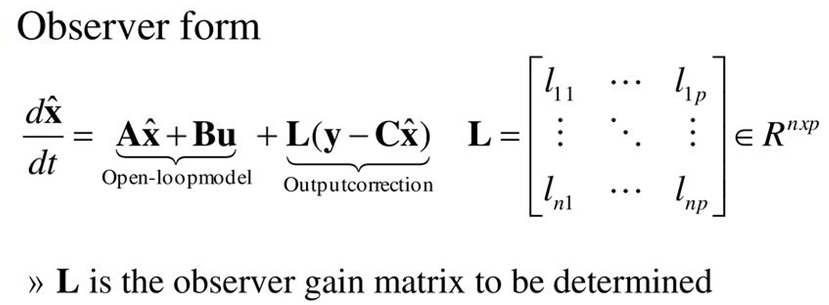 Observer form
dx̂/dt = Ax̂ + Bu + L(y − Cx̂)   L = [l₁₁ ⋯ l₁ₚ; ⋮ ⋱ ⋮; lₙ₁ ⋯ lₙₚ] ∈ Rⁿˣᵖ
Open-loopmodel Outputcorrection
» L is the observer gain matrix to be determined